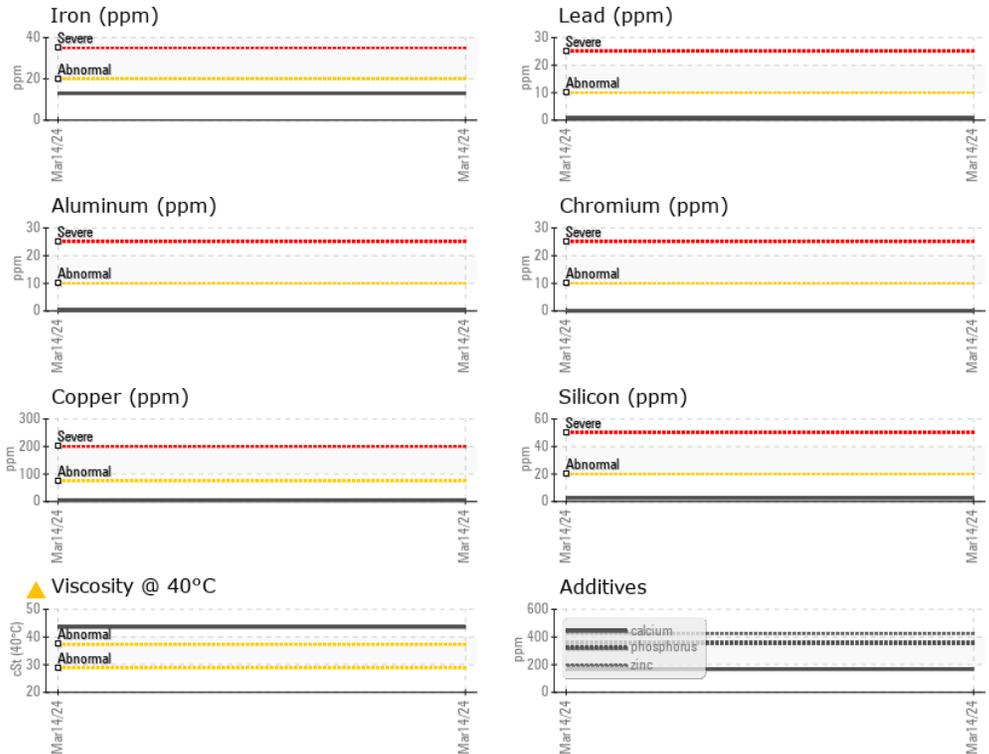 Iron (ppm)
40
Severe
Abnormal
20
0
ppm
Mar14/24
Mar14/24
Lead (ppm)
30
Severe
20
Abnormal
10
0
ppm
Mar14/24
Mar14/24
Aluminum (ppm)
30
Severe
20
Abnormal
10
0
ppm
Mar14/24
Mar14/24
Chromium (ppm)
30
Severe
20
Abnormal
10
0
ppm
Mar14/24
Mar14/24
Copper (ppm)
300
Severe
200
Abnormal
100
0
ppm
Mar14/24
Mar14/24
Silicon (ppm)
60
Severe
40
Abnormal
20
0
ppm
Mar14/24
Mar14/24
Viscosity @ 40°C
50
40
Abnormal
30
Abnormal
20
cSt (40°C)
Mar14/24
Mar14/24
Additives
600
400
200
0
ppm
calcium
phosphorus
zinc
Mar14/24
Mar14/24